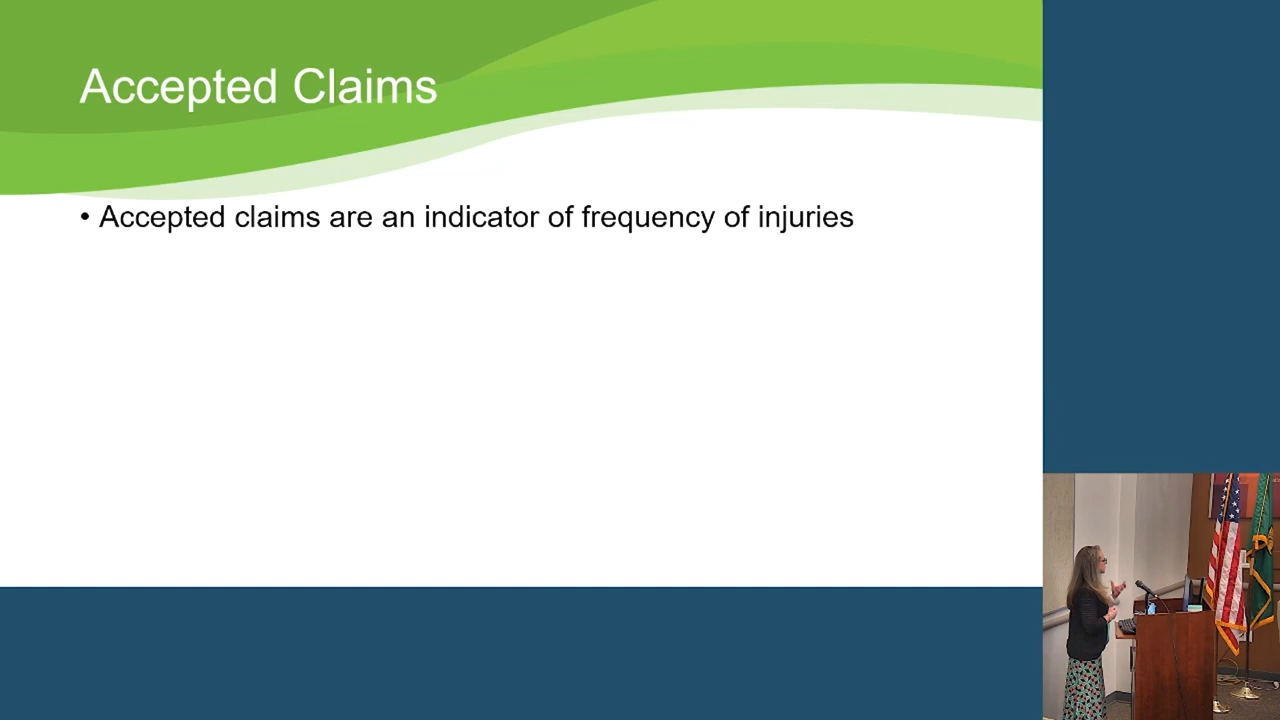 Accepted Claims
• Accepted claims are an indicator of frequency of injuries